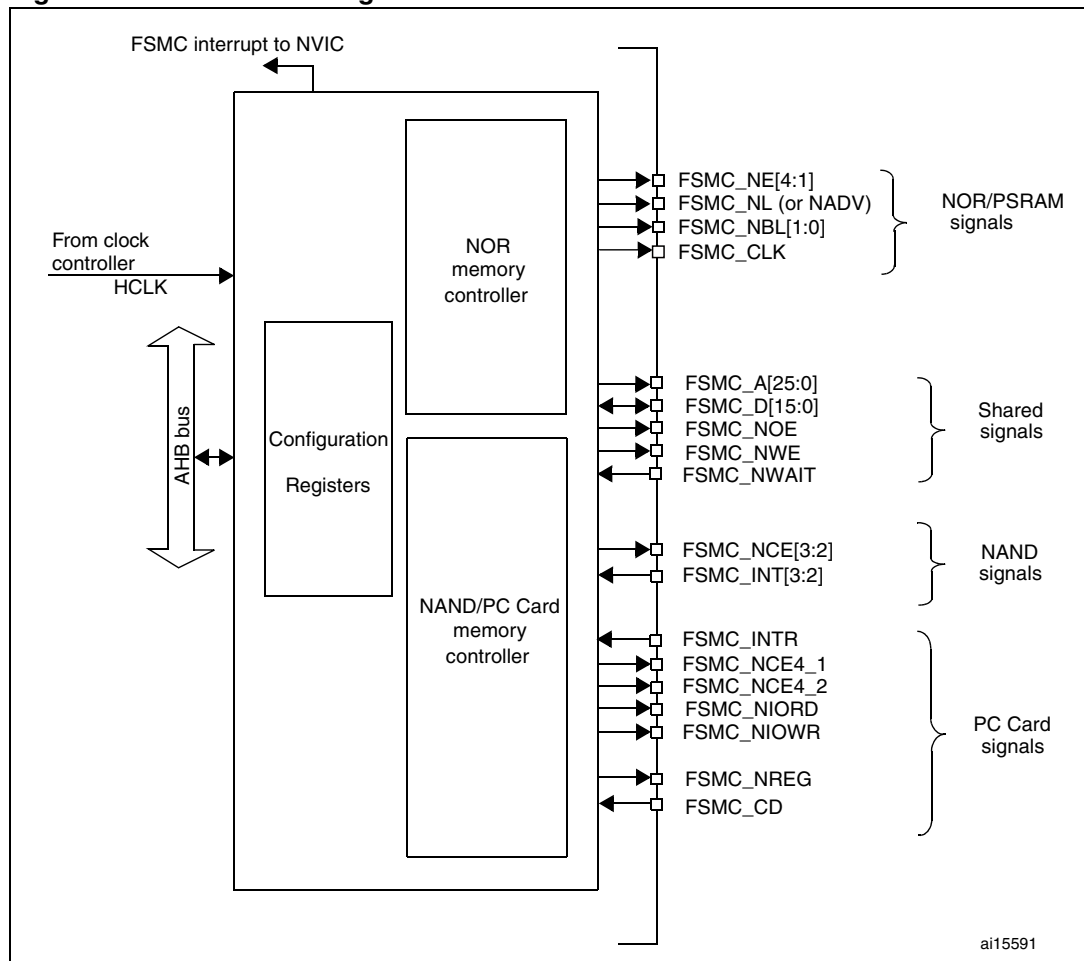 FSMC interrupt to NVIC
From clock
controller
HCLK
AHB bus
Configuration
Registers
NOR
memory
controller
NAND/PC Card
memory
controller
FSMC_NE[4:1]
FSMC_NL (or NADV)
FSMC_NBL[1:0]
FSMC_CLK
NOR/PSRAM
signals
FSMC_A[25:0]
FSMC_D[15:0]
FSMC_NOE
FSMC_NWE
FSMC_NWAIT
Shared
signals
FSMC_NCE[3:2]
FSMC_INT[3:2]
NAND
signals
FSMC_INTR
FSMC_NCE4_1
FSMC_NCE4_2
FSMC_NIORD
FSMC_NIOWR
FSMC_NREG
FSMC_CD
PC Card
signals
ai15591